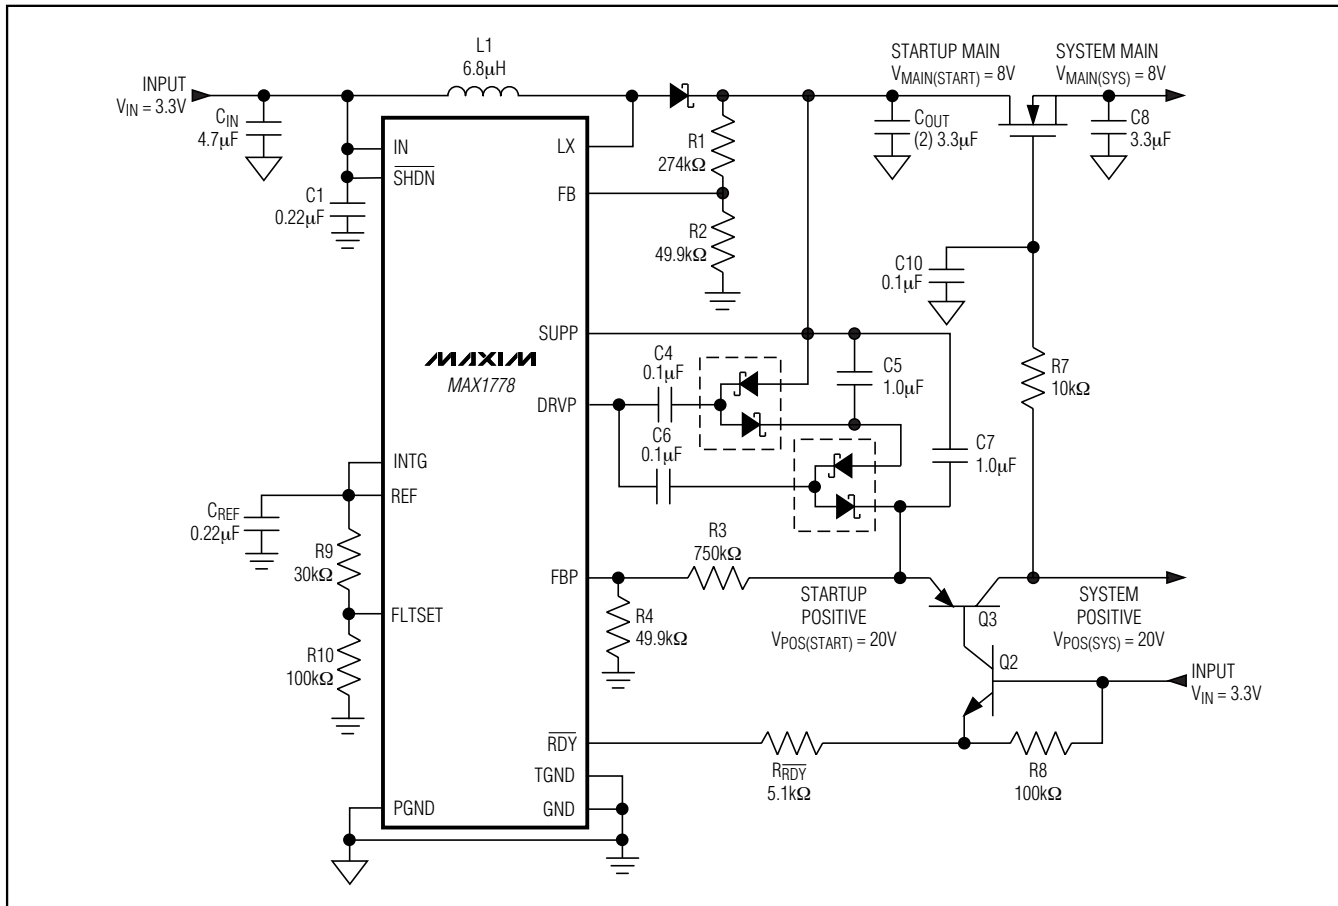 L1
6.8µH
INPUT
V_IN = 3.3V
C_IN
4.7µF
STARTUP MAIN
V_MAIN(START) = 8V
SYSTEM MAIN
V_MAIN(SYS) = 8V
IN
S̅H̅D̅N̅
LX
FB
R1
274kΩ
R2
49.9kΩ
C_OUT
(2) 3.3µF
C8
3.3µF
C1
0.22µF
C10
0.1µF
SUPP
MAXIM
MAX1778
DRVP
C4
0.1µF
C6
0.1µF
C5
1.0µF
C7
1.0µF
R7
10kΩ
INTG
REF
C_REF
0.22µF
R9
30kΩ
FLTSET
R10
100kΩ
FBP
R3
750kΩ
R4
49.9kΩ
STARTUP
POSITIVE
V_POS(START) = 20V
Q3
SYSTEM
POSITIVE
V_POS(SYS) = 20V
Q2
INPUT
V_IN = 3.3V
R̅D̅Y̅
R_R̅D̅Y̅
5.1kΩ
R8
100kΩ
TGND
GND
PGND